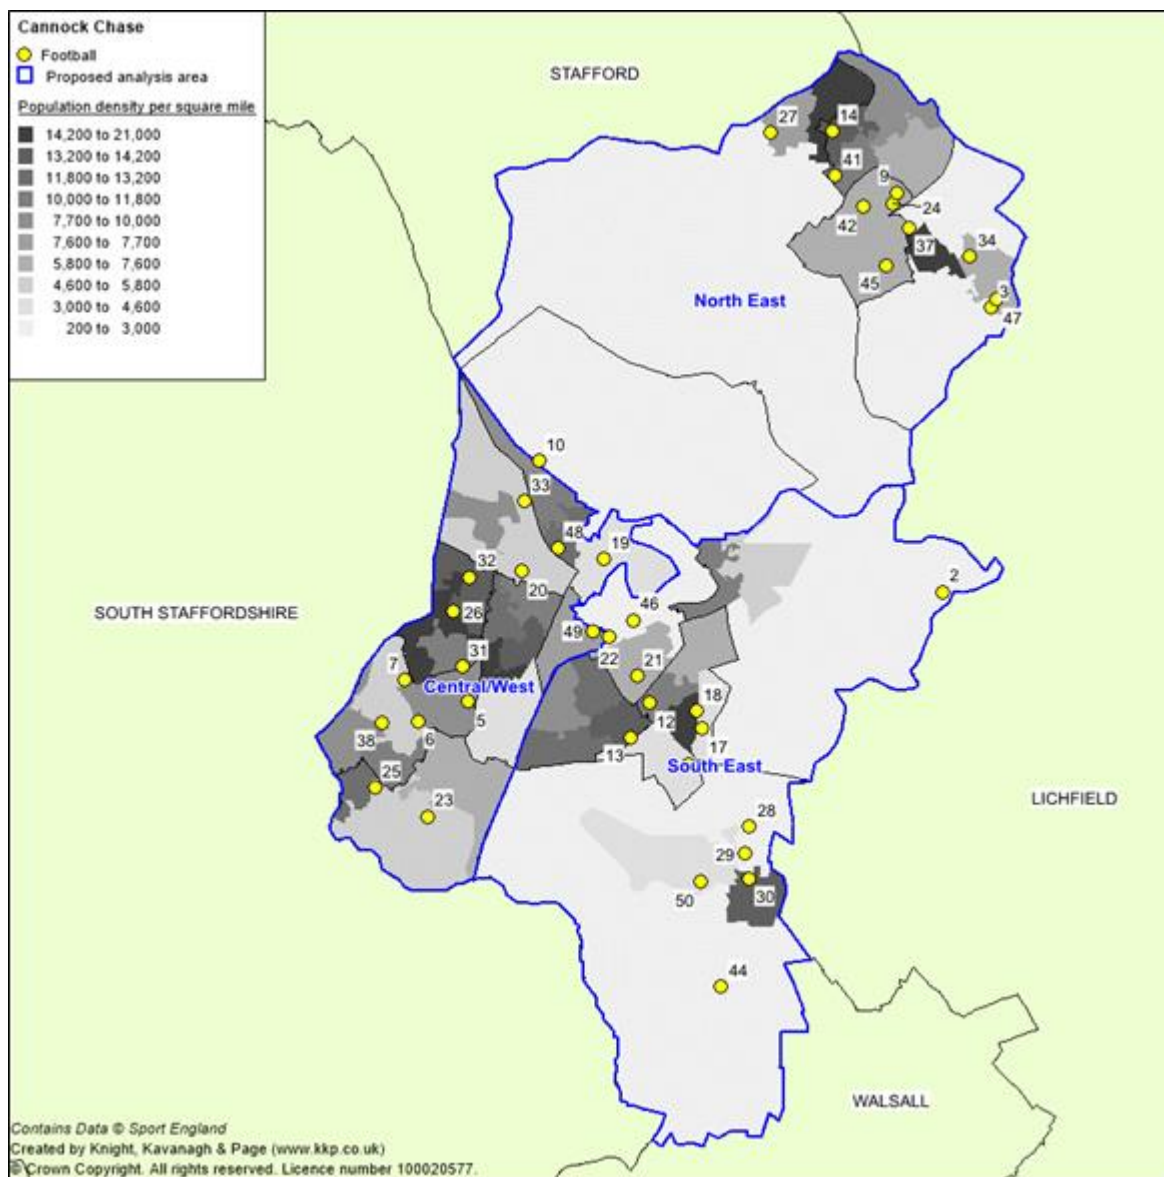 Cannock Chase
Football
Proposed analysis area
Population density per square mile
14,200 to 21,000
13,200 to 14,200
11,800 to 13,200
10,000 to 11,800
7,700 to 10,000
7,600 to 7,700
5,800 to 7,600
4,600 to 5,800
3,000 to 4,600
200 to 3,000
STAFFORD
27
14
41
9
24
42
37
34
45
3
47
North East
10
33
48
19
32
20
2
SOUTH STAFFORDSHIRE
26
46
49
22
31
21
7
Central/West
18
5
12
38
6
17
13
South East
25
23
28
LICHFIELD
29
50
30
44
WALSALL
Contains Data © Sport England
Created by Knight, Kavanagh & Page (www.kkp.co.uk)
© Crown Copyright. All rights reserved. Licence number 100020577.